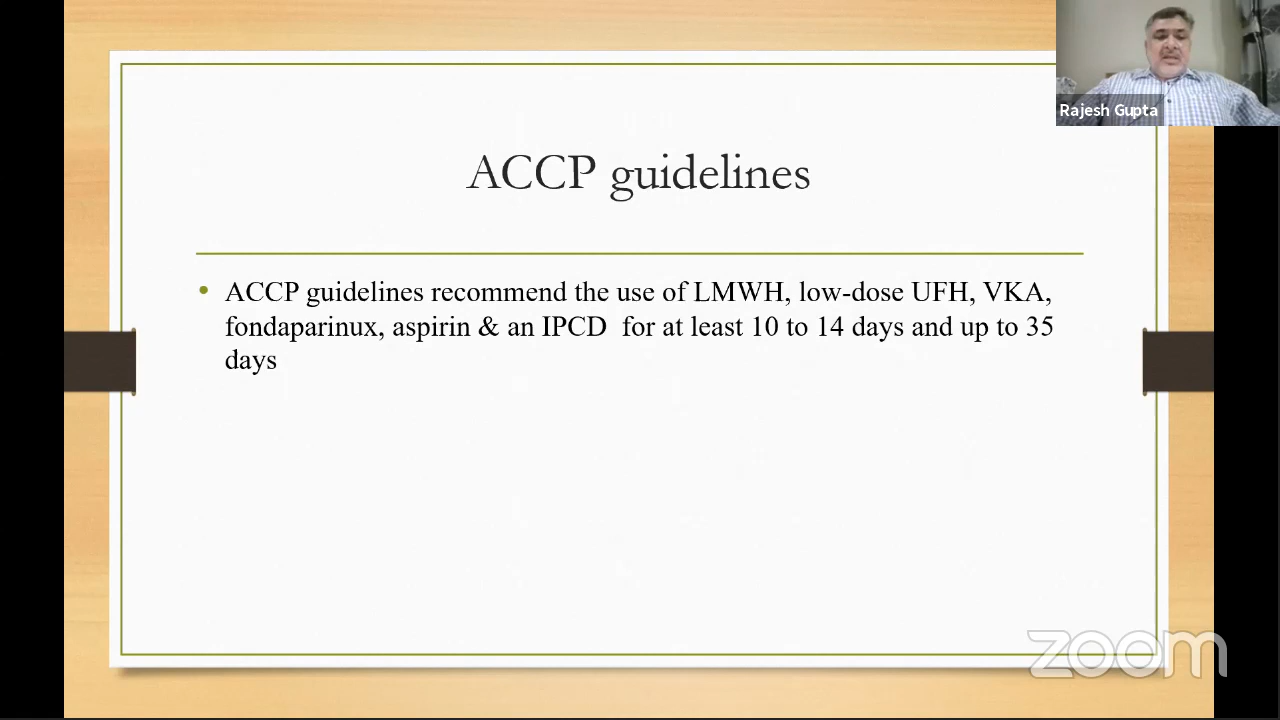 Rajesh Gupta
ACCP guidelines
• ACCP guidelines recommend the use of LMWH, low-dose UFH, VKA,
fondaparinux, aspirin & an IPCD  for at least 10 to 14 days and up to 35
days
zoom